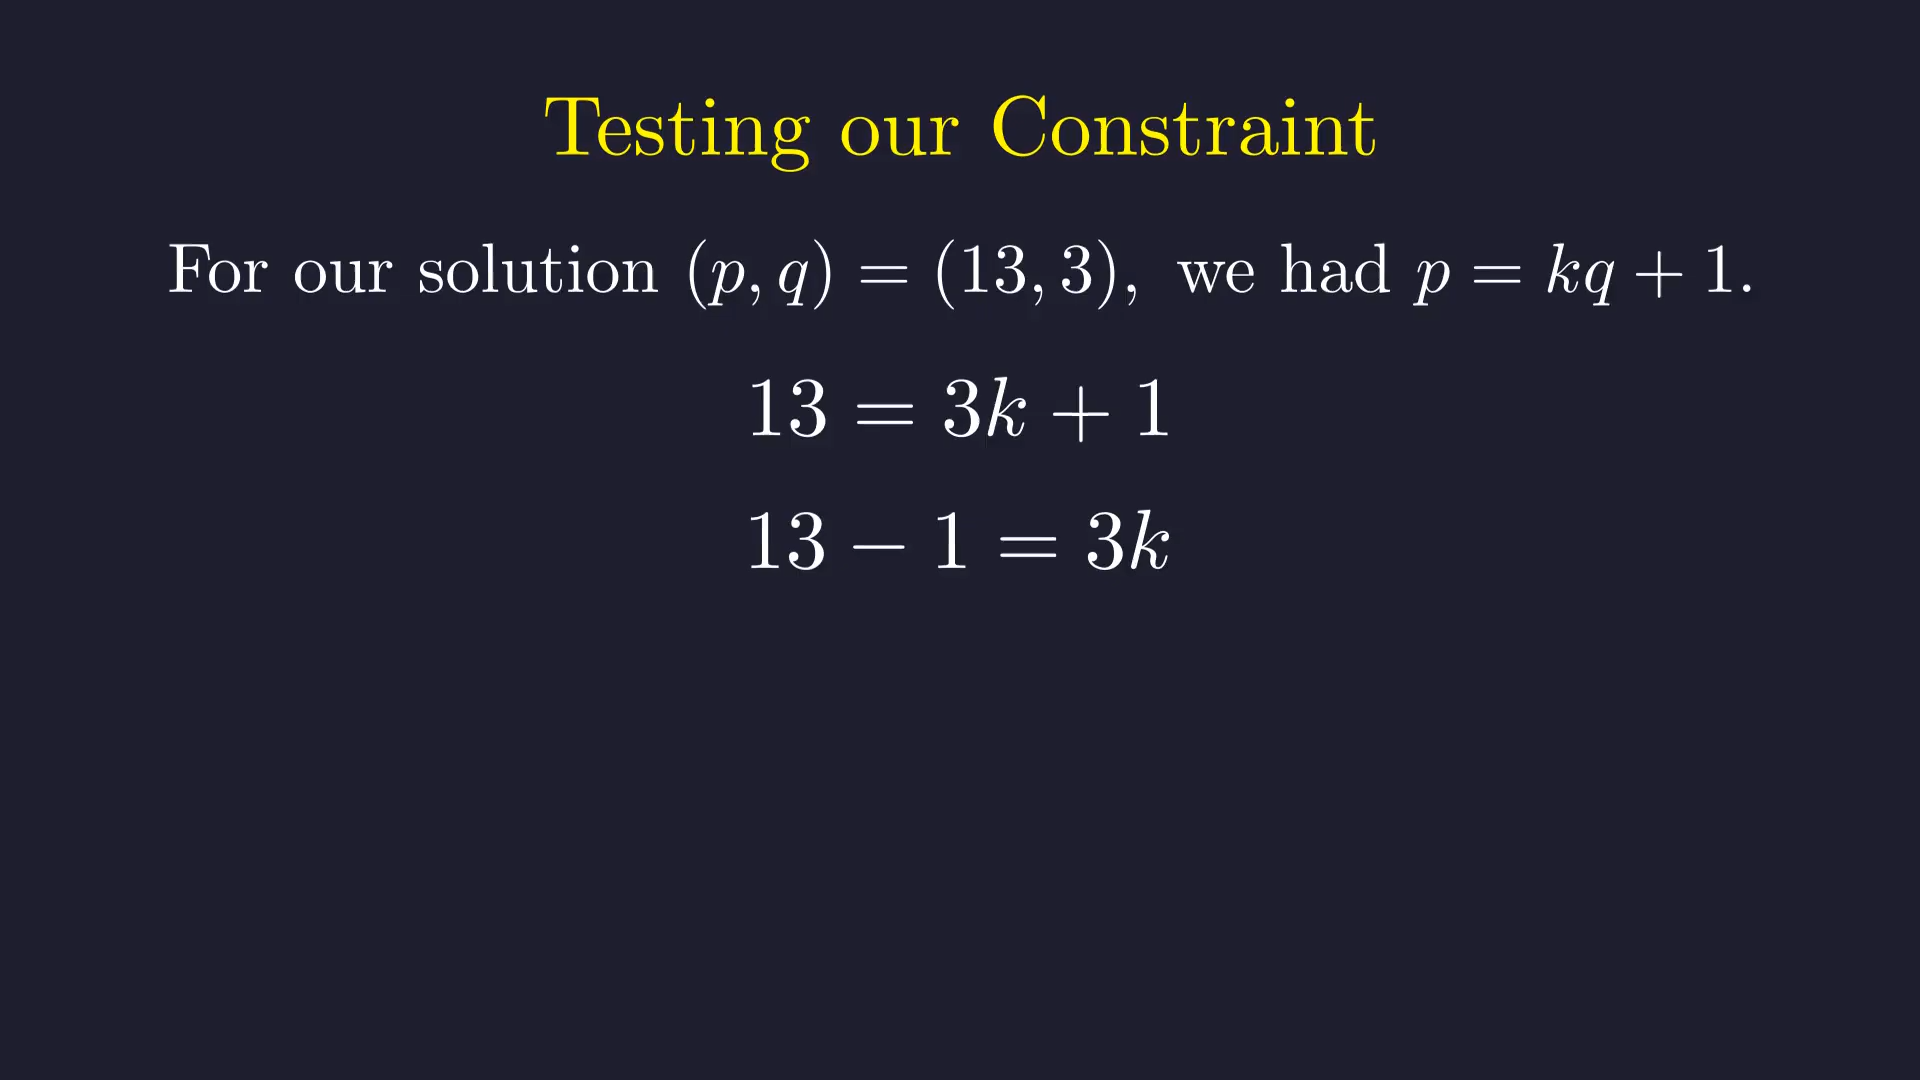 Testing our Constraint
For our solution (p, q) = (13, 3), we had p = kq + 1.
13 = 3k + 1
13 − 1 = 3k